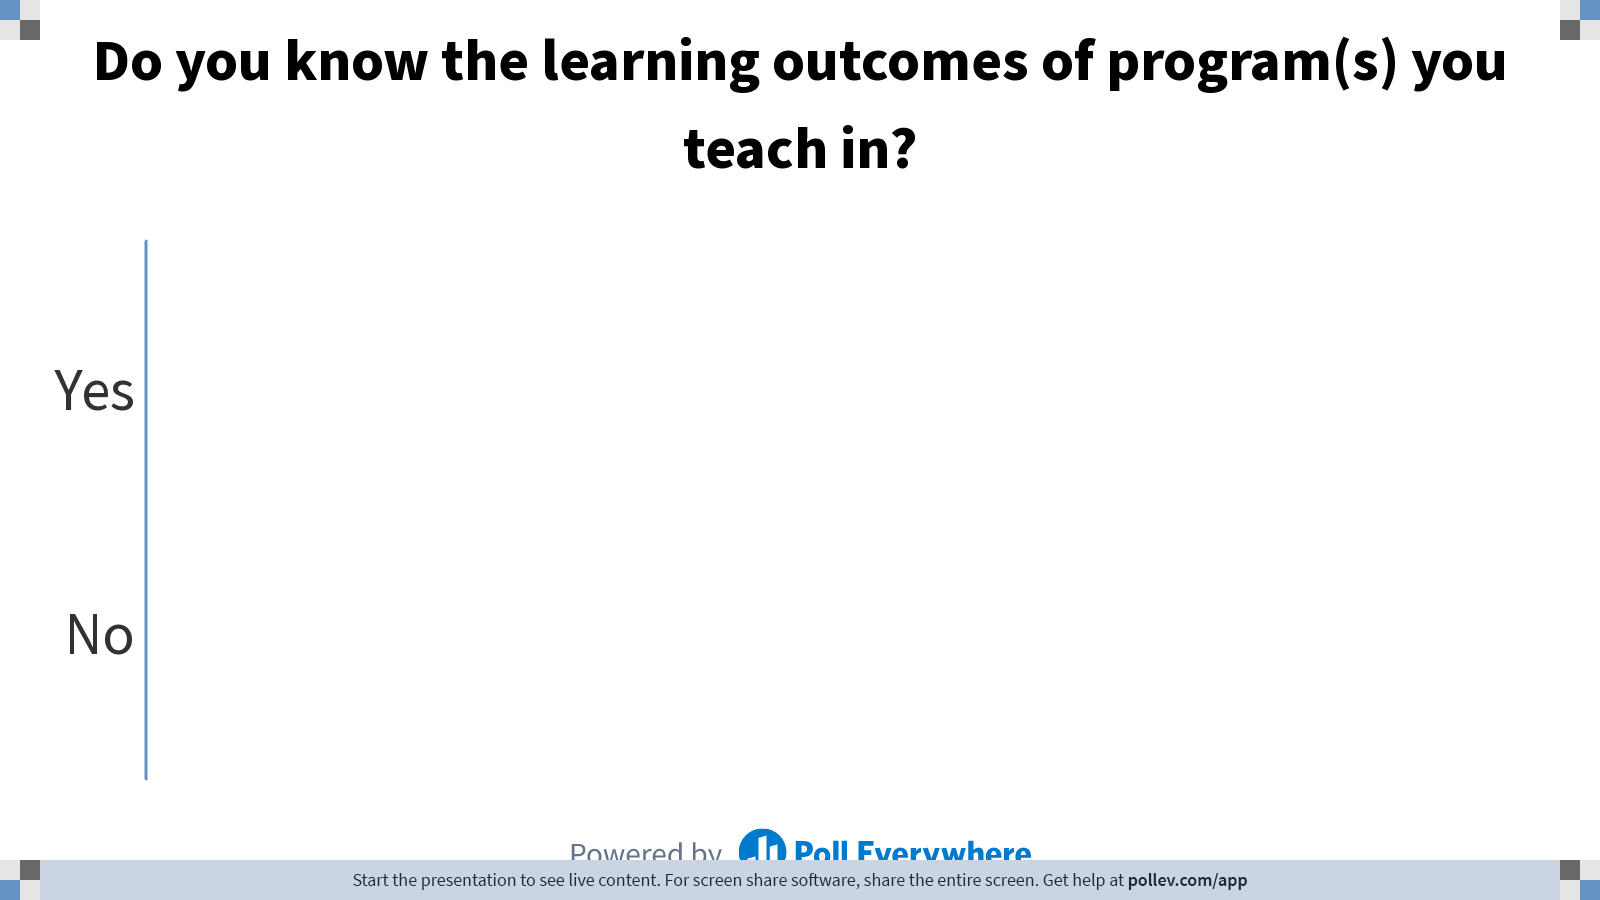 Do you know the learning outcomes of program(s) you
teach in?
Yes
No
Powered by Poll Everywhere
Start the presentation to see live content. For screen share software, share the entire screen. Get help at pollev.com/app